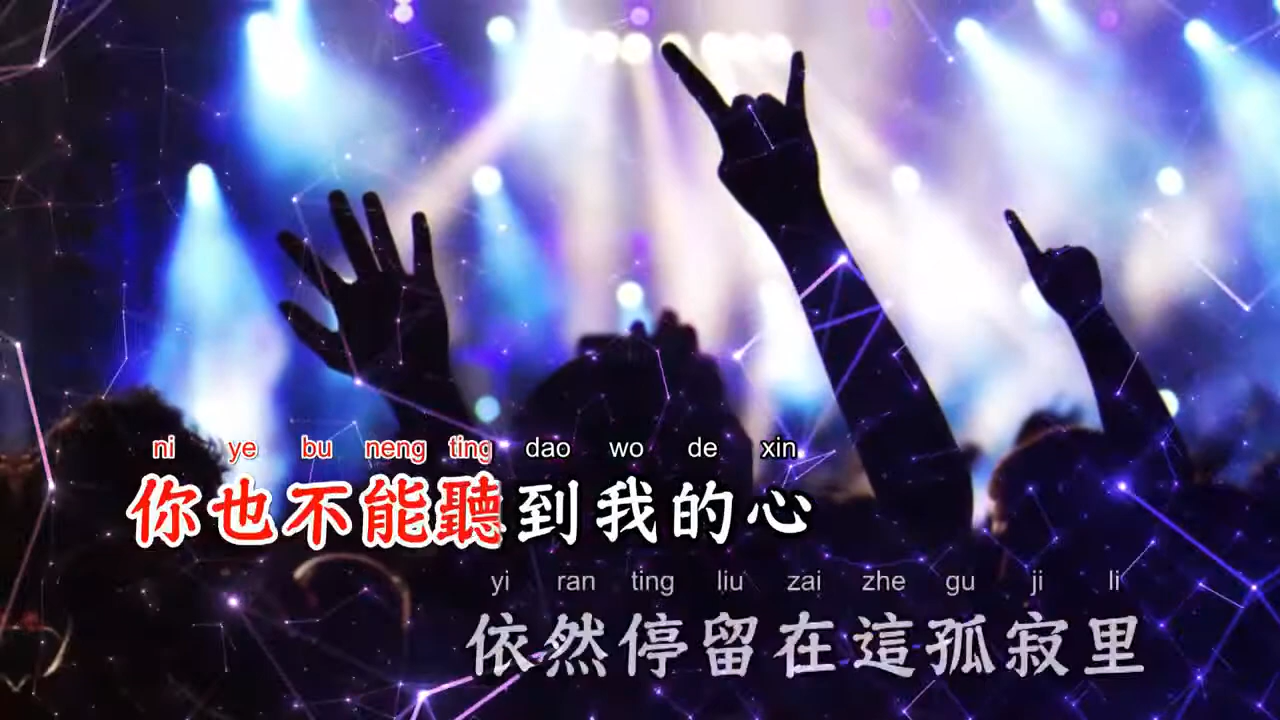 ni ye bu neng ting dao wo de xin
你也不能聽到我的心
yi ran ting liu zai zhe gu ji li
依然停留在這孤寂里